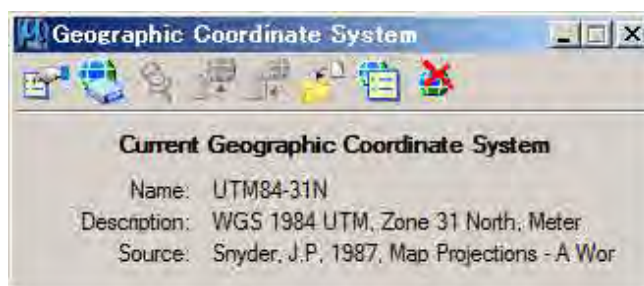 Geographic Coordinate System
Current Geographic Coordinate System
Name: UTM84-31N
Description: WGS 1984 UTM, Zone 31 North, Meter
Source: Snyder, J.P, 1987, Map Projections - A Wor